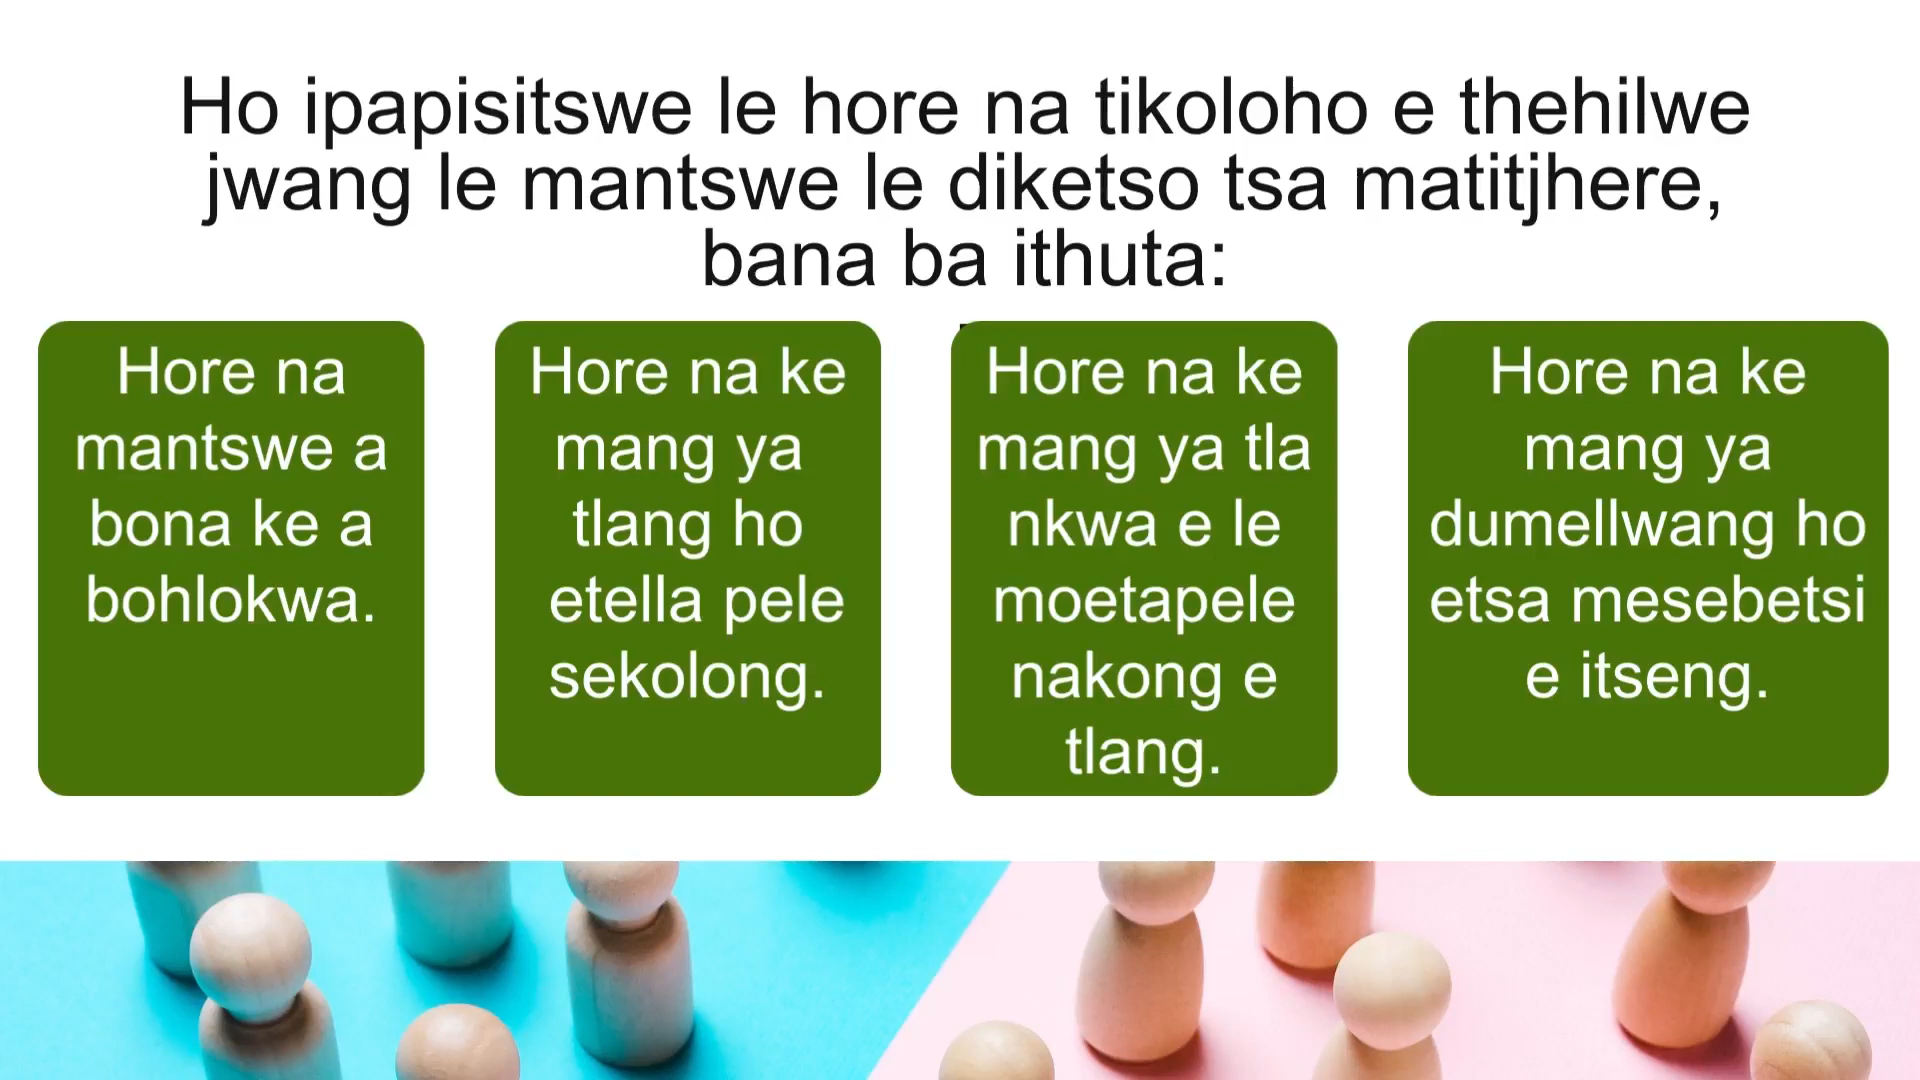 Ho ipapisitswe le hore na tikoloho e thehilwe
jwang le mantswe le diketso tsa matitjhere,
bana ba ithuta:
Hore na
mantswe a
bona ke a
bohlokwa.
Hore na ke
mang ya
tlang ho
etella pele
sekolong.
Hore na ke
mang ya tla
nkwa e le
moetapele
nakong e
tlang.
Hore na ke
mang ya
dumellwang ho
etsa mesebetsi
e itseng.